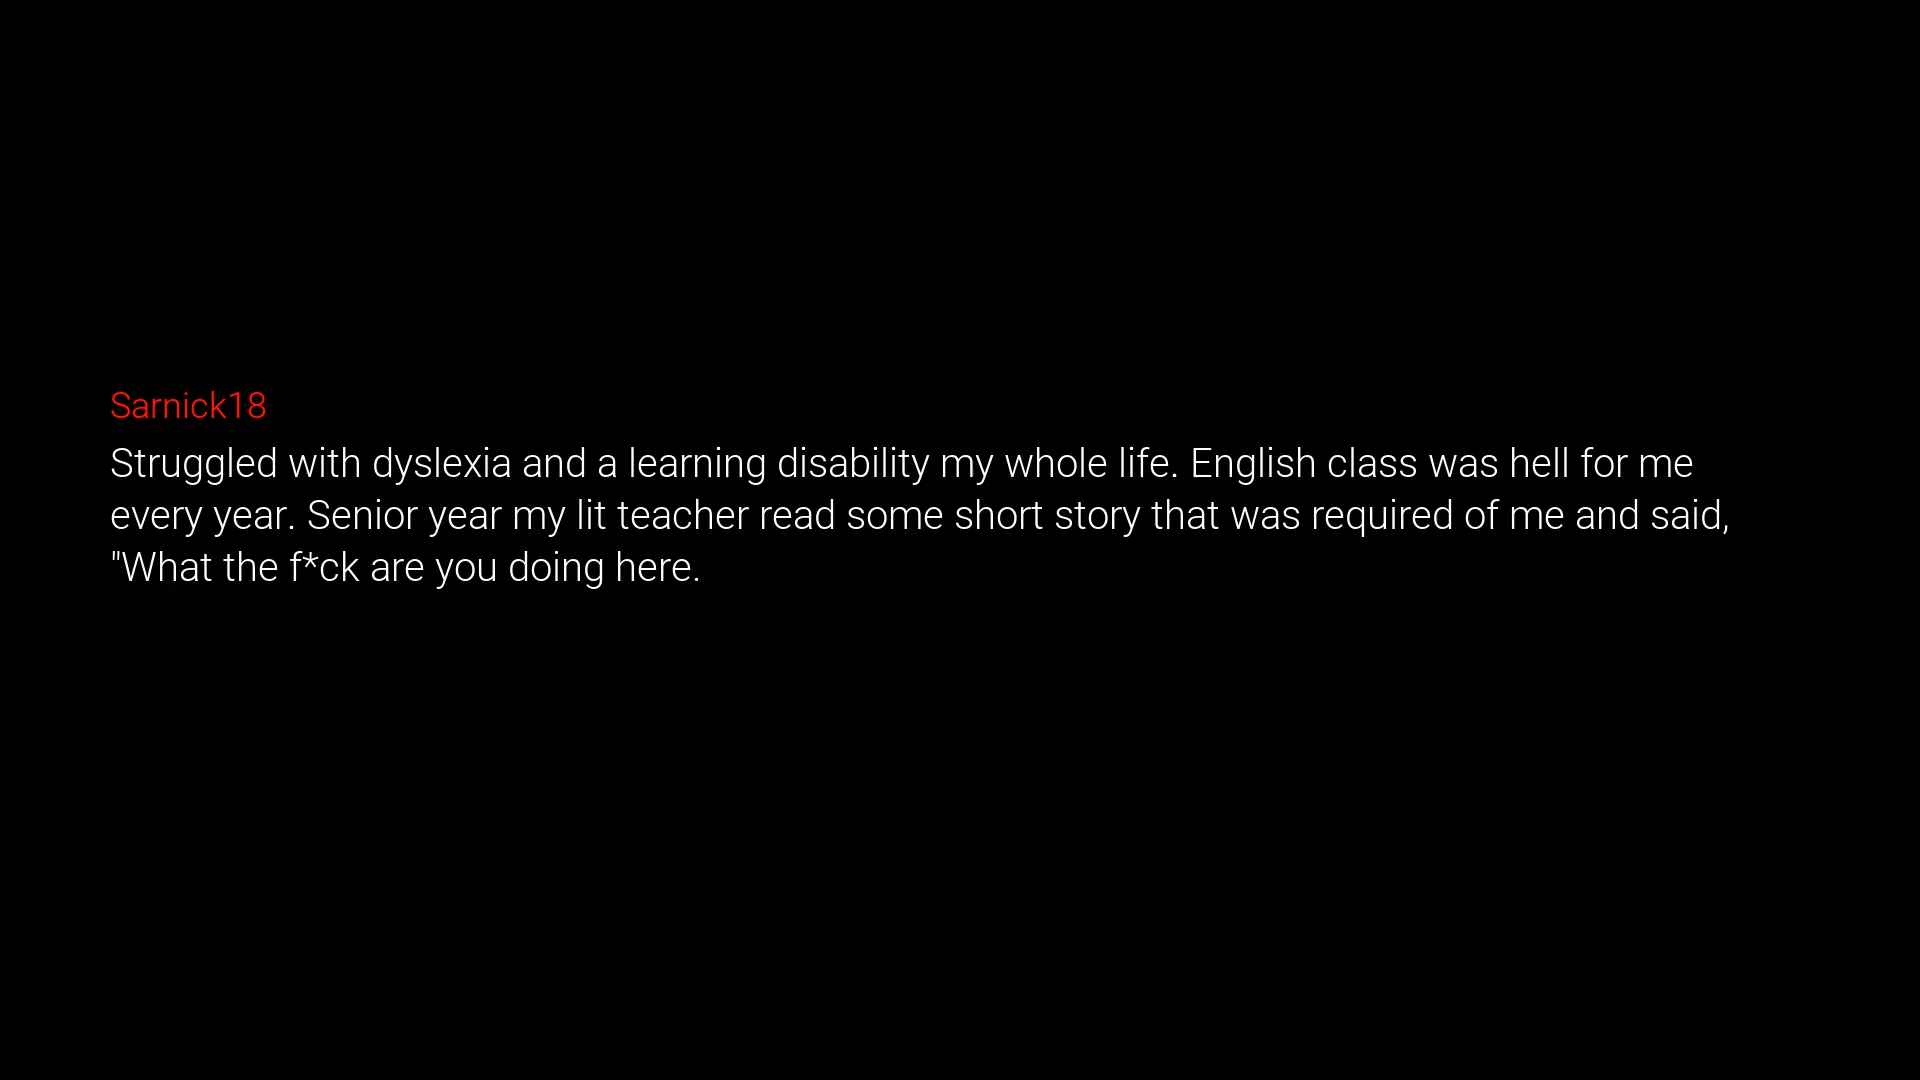 Sarnick18
Struggled with dyslexia and a learning disability my whole life. English class was hell for me
every year. Senior year my lit teacher read some short story that was required of me and said,
"What the f*ck are you doing here.